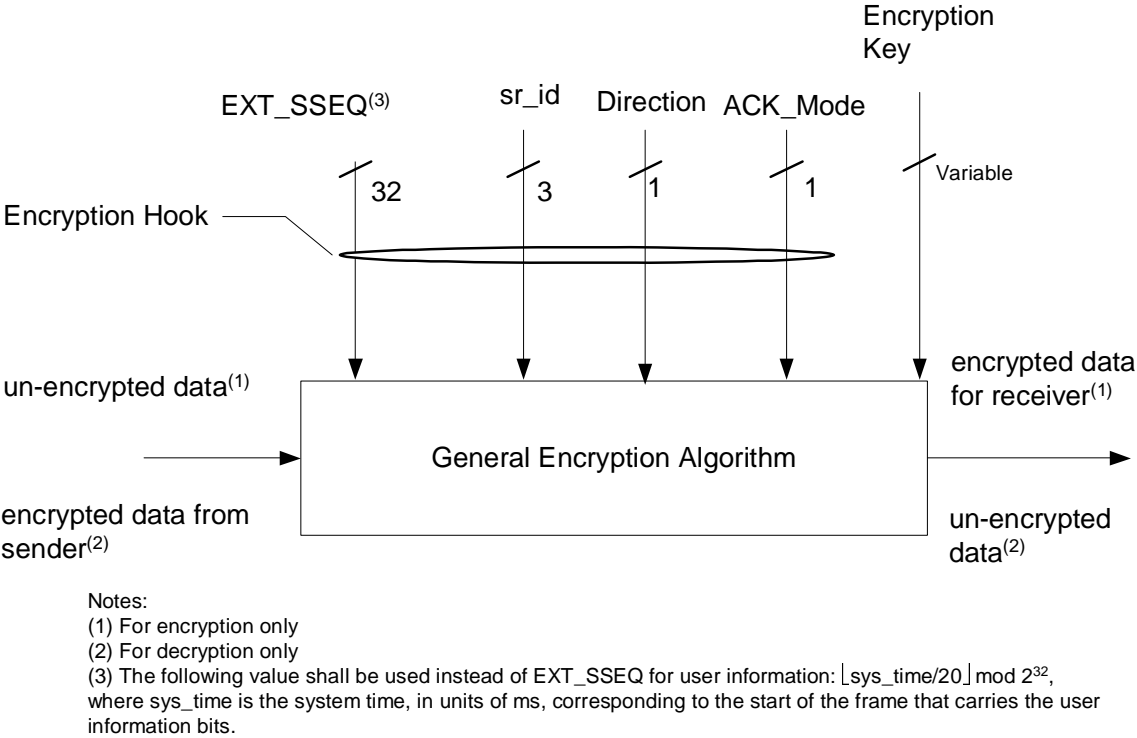 Encryption
Key
EXT_SSEQ(3)
sr_id
Direction
ACK_Mode
32
3
1
1
Variable
Encryption Hook
un-encrypted data(1)
encrypted data
for receiver(1)
General Encryption Algorithm
encrypted data from
sender(2)
un-encrypted
data(2)
Notes:
(1) For encryption only
(2) For decryption only
(3) The following value shall be used instead of EXT_SSEQ for user information: ⌊sys_time/20⌋ mod 2³²,
where sys_time is the system time, in units of ms, corresponding to the start of the frame that carries the user
information bits.